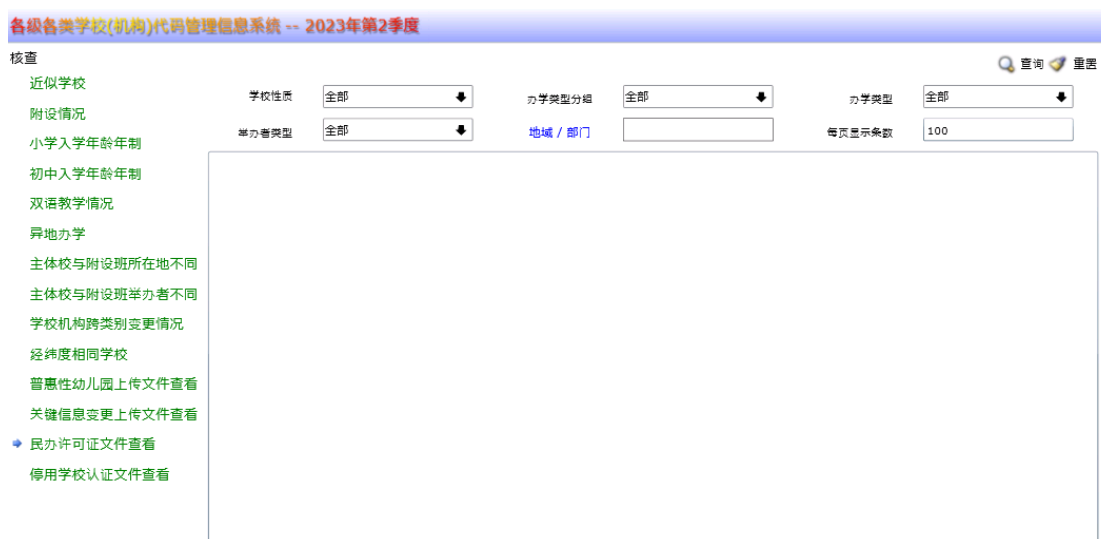 各级各类学校(机构)代码管理信息系统 -- 2023年第2季度
核查
查询 重置
近似学校
附设情况
小学入学年龄年制
初中入学年龄年制
双语教学情况
异地办学
主体校与附设班所在地不同
主体校与附设班举办者不同
学校机构跨类别变更情况
经纬度相同学校
普惠性幼儿园上传文件查看
关键信息变更上传文件查看
民办许可证文件查看
停用学校认证文件查看
学校性质 全部 办学类型分组 全部 办学类型 全部
举办者类型 全部 地域 / 部门 每页显示条数 100